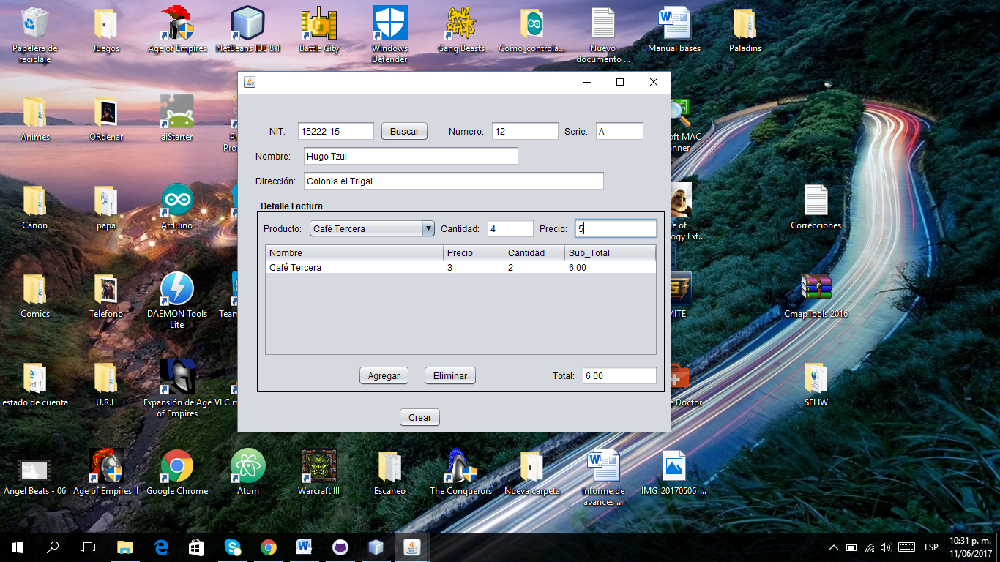 Papelera de reciclaje
Juegos
Age of Empires
NetBeans IDE 8.1
Battle City
Windows Defender
Gang Beasts
Como_controla...
Nuevo documento ...
Manual bases
Paladins
NIT:
15222-15
Buscar
Numero:
12
Serie:
A
Nombre:
Hugo Tzul
Dirección:
Colonia el Trigal
Detalle Factura
Producto:
Café Tercera
Cantidad:
4
Precio:
5
Nombre
Precio
Cantidad
Sub_Total
Café Tercera
3
2
6.00
Agregar
Eliminar
Total:
6.00
Crear
Animes
ORdenar
aiStarter
oft MAC
nner
Canon
papá
Arduino
e of
ogy Ext...
Correcciones
Comics
Telefono
DAEMON Tools Lite
Team
MITE
CmapTools 2016
estado de cuenta
U.R.L
Expansión de Age of Empires
VLC m
Doctor
SEHW
Angel Beats - 06
Age of Empires II
Google Chrome
Atom
Warcraft III
Escaneo
The Conquerors
Nueva carpeta
Informe de avances ...
IMG_20170506_...
ESP
10:31 p. m.
11/06/2017